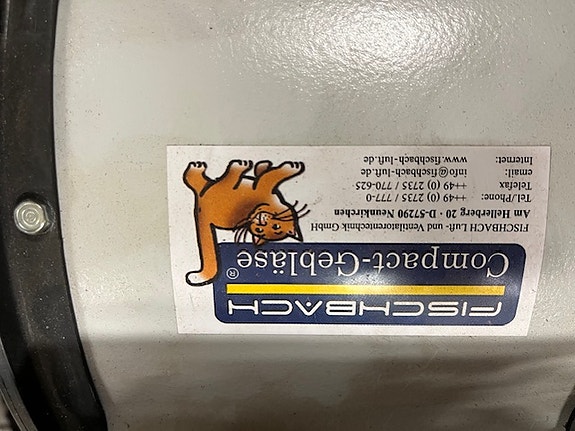 FISCHBACH
Compact-Gebläse®
FISCHBACH Luft- und Ventilatorentechnik GmbH
Am Hellerberg 20 · D-57290 Neunkirchen
Tel/Phone: ++49 (0) 2735 / 777-0
Telefax ++49 (0) 2735 / 770-625
email: info@fischbach-luft.de
Internet: www.fischbach-luft.de